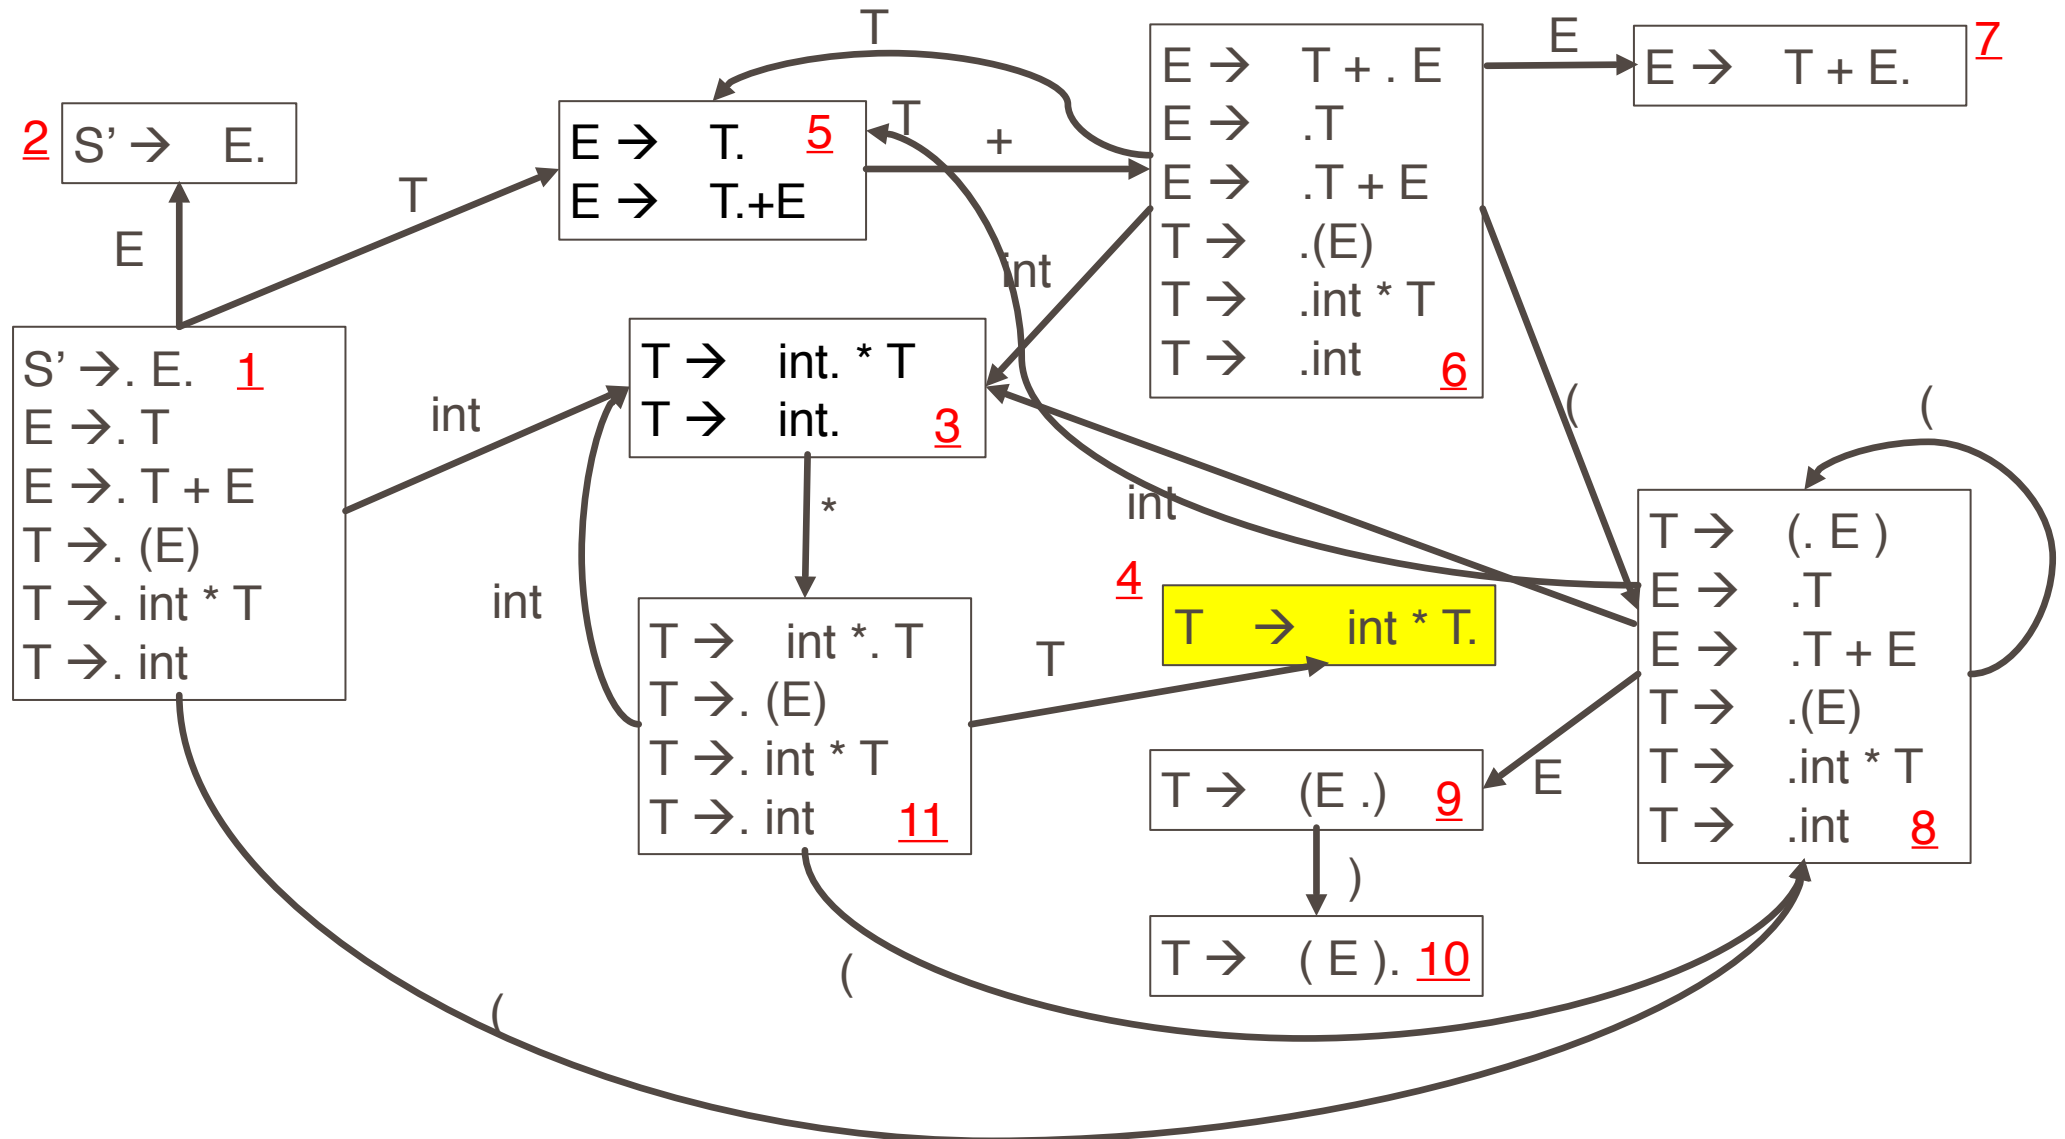 T
E → T + . E
E → .T
E → .T + E
T → .(E)
T → .int * T
T → .int
6
E
E → T + E.
7
2
S' → E.
E → T.
E → T.+E
5
T
+
T
E
int
S' →. E.
E →. T
E →. T + E
T →. (E)
T →. int * T
T →. int
1
int
T → int. * T
T → int.
3
(
(
*
int
int
4
T → int * T.
T → (. E )
E → .T
E → .T + E
T → .(E)
T → .int * T
T → .int
8
T → int *. T
T →. (E)
T →. int * T
T →. int
11
T
T → (E .)
9
E
)
T → ( E ).
10
(
(